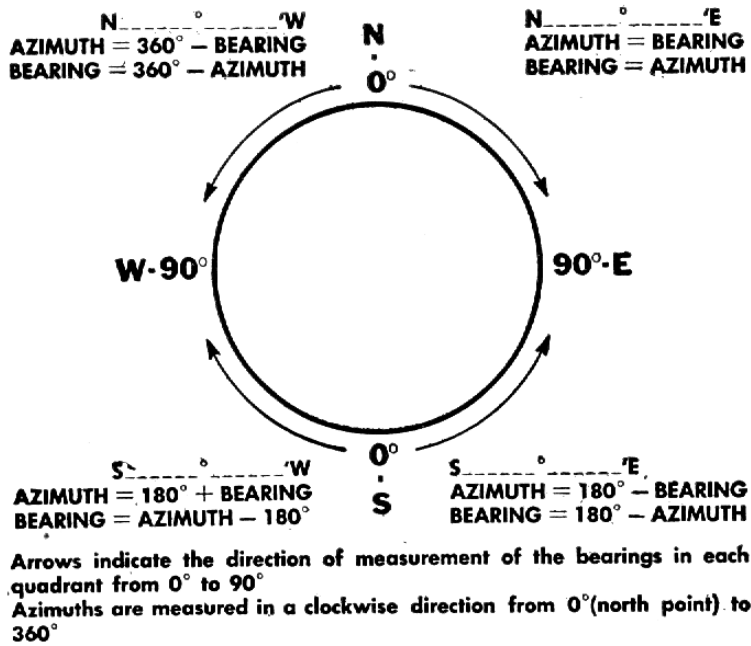 N______°______'W
AZIMUTH = 360° – BEARING
BEARING = 360° – AZIMUTH
N______°______'E
AZIMUTH = BEARING
BEARING = AZIMUTH
N
0°
W-90°
90°-E
0°
S
S______°______'W
AZIMUTH = 180° + BEARING
BEARING = AZIMUTH – 180°
S______°______'E
AZIMUTH = 180° – BEARING
BEARING = 180° – AZIMUTH
Arrows indicate the direction of measurement of the bearings in each
quadrant from 0° to 90°
Azimuths are measured in a clockwise direction from 0°(north point) to
360°